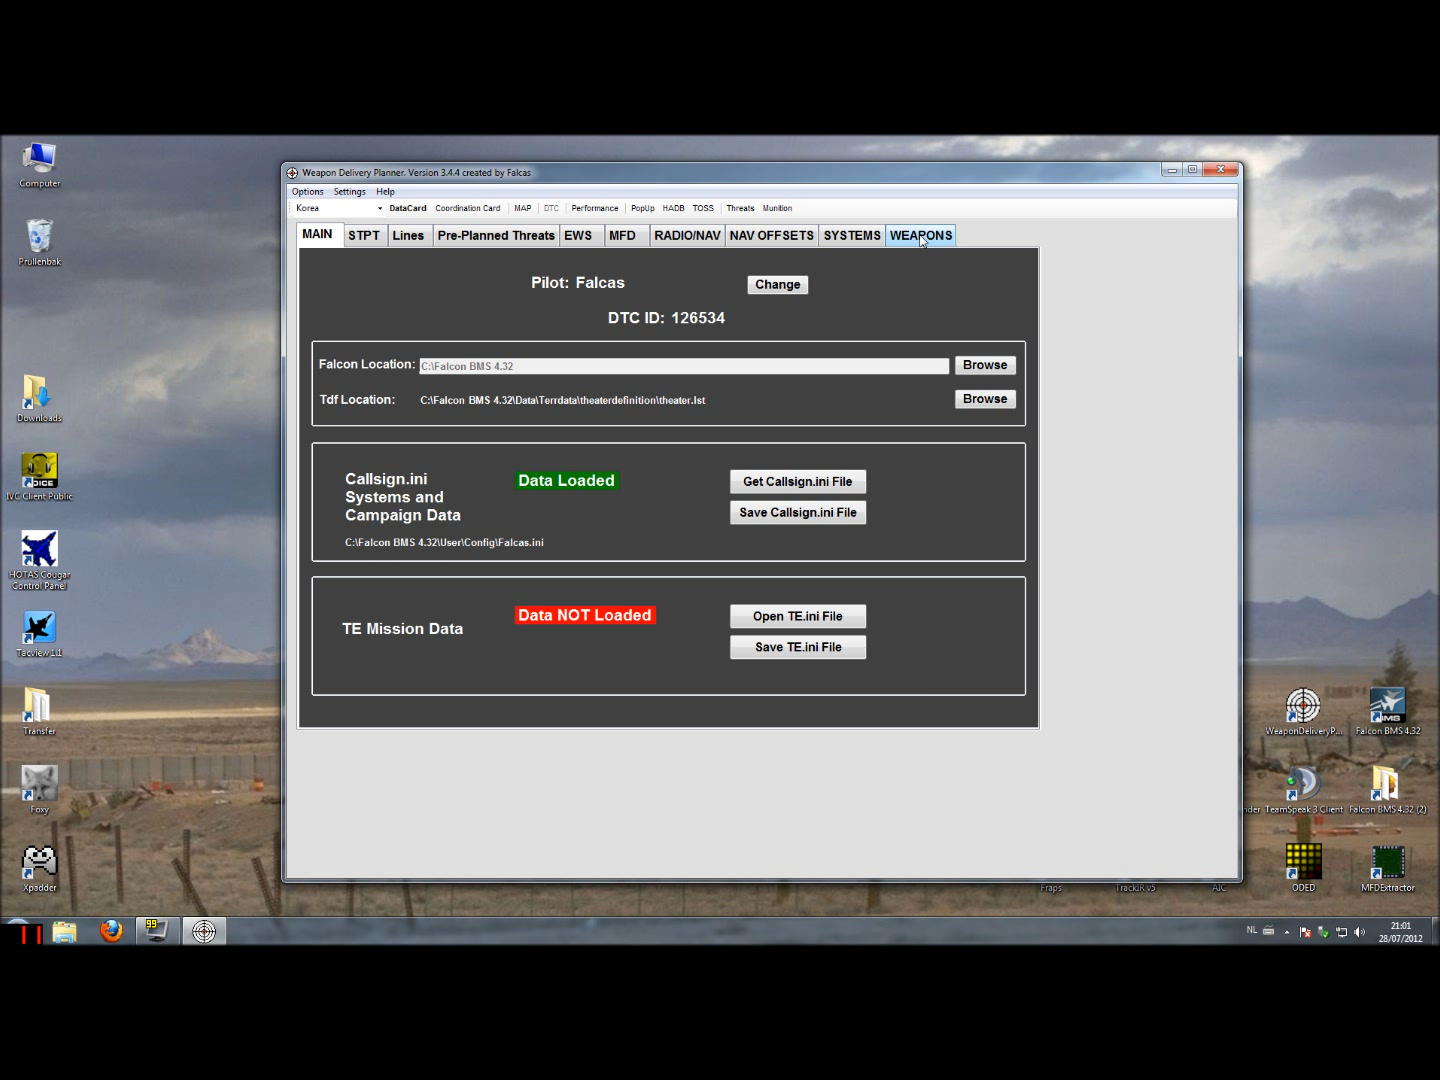 Weapon Delivery Planner. Version 3.4.4 created by Falcas
Options Settings Help
Korea DataCard Coordination Card MAP DTC Performance PopUp HADB TOSS Threats Munition
MAIN STPT Lines Pre-Planned Threats EWS MFD RADIO/NAV NAV OFFSETS SYSTEMS WEAPONS
Pilot: Falcas Change
DTC ID: 126534
Falcon Location: C:\Falcon BMS 4.32 Browse
Tdf Location: C:\Falcon BMS 4.32\Data\Terrdata\theaterdefinition\theater.lst Browse
Callsign.ini
Systems and
Campaign Data
Data Loaded
Get Callsign.ini File
Save Callsign.ini File
C:\Falcon BMS 4.32\User\Config\Falcas.ini
TE Mission Data
Data NOT Loaded
Open TE.ini File
Save TE.ini File
Computer
Prullenbak
Downloads
IVC Client Public
HOTAS Cougar
Control Panel
Tacview 1.1
Transfer
Foxy
Xpadder
WeaponDeliveryP...
Falcon BMS 4.32
TeamSpeak 3 Client
Falcon BMS 4.32 (2)
Fraps
TrackIR v5
AIC
ODED
MFDExtractor
99
NL
21:01
28/07/2012